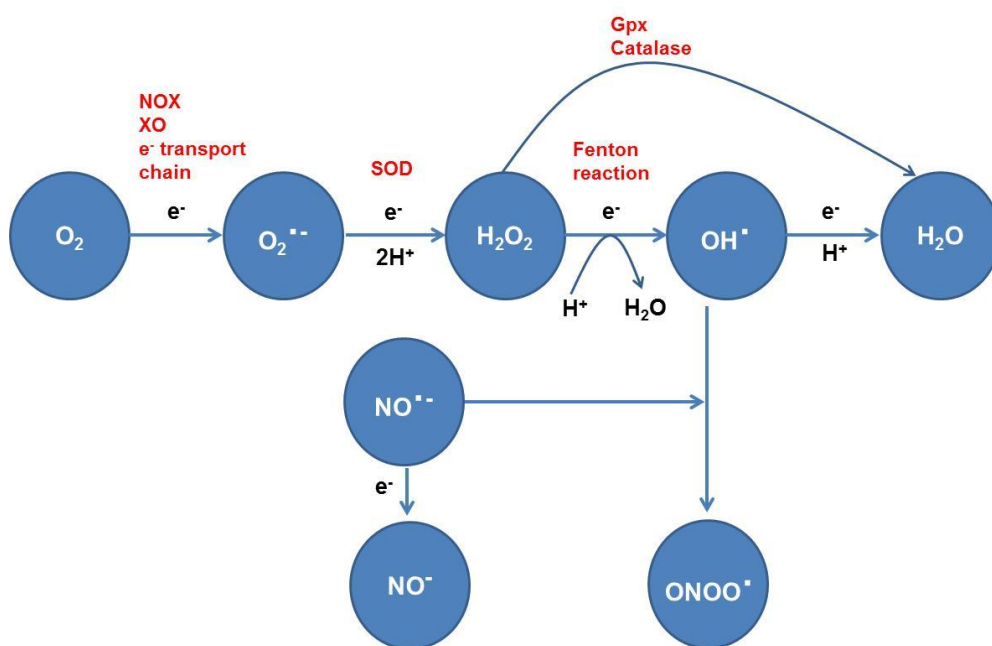 Gpx
Catalase
NOX
XO
e⁻ transport
chain
SOD
Fenton
reaction
O₂
e⁻
O₂▪⁻
e⁻
2H⁺
H₂O₂
e⁻
H⁺
H₂O
OH▪
e⁻
H⁺
H₂O
NO▪⁻
e⁻
NO⁻
ONOO▪